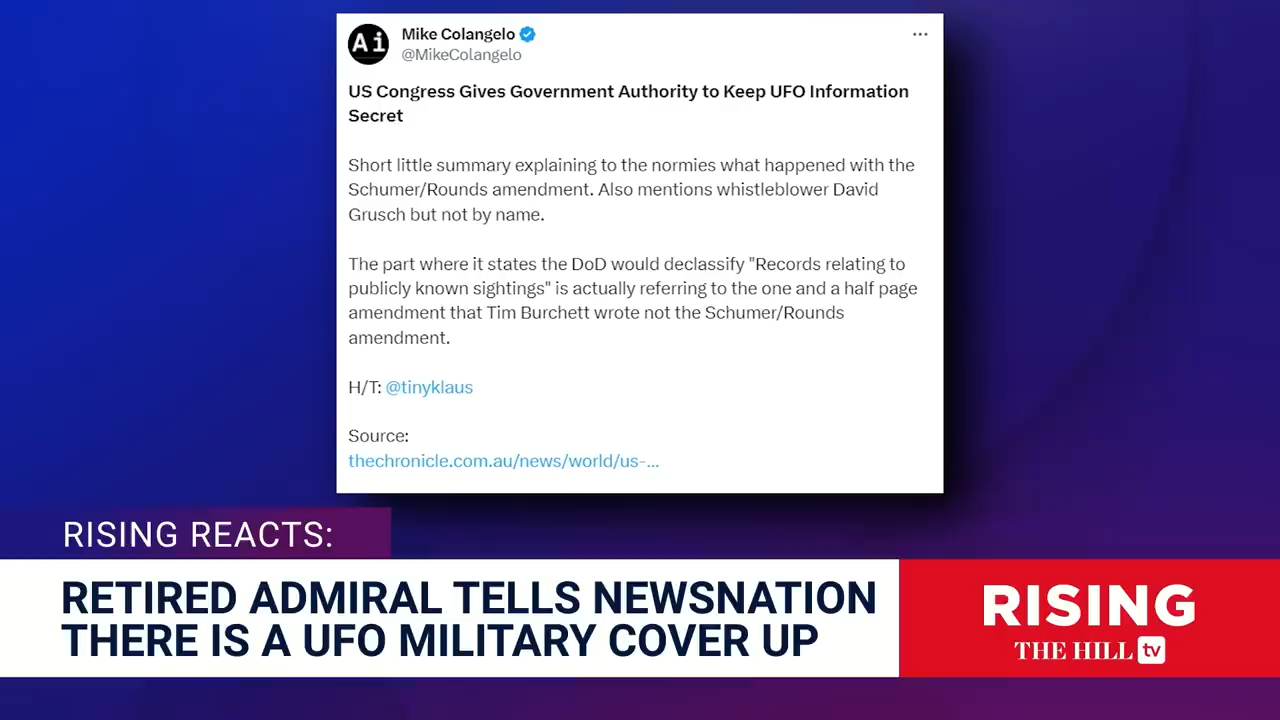 Ai
Mike Colangelo
@MikeColangelo
US Congress Gives Government Authority to Keep UFO Information
Secret
Short little summary explaining to the normies what happened with the
Schumer/Rounds amendment. Also mentions whistleblower David
Grusch but not by name.
The part where it states the DoD would declassify "Records relating to
publicly known sightings" is actually referring to the one and a half page
amendment that Tim Burchett wrote not the Schumer/Rounds
amendment.
H/T: @tinyklaus
Source:
thechronicle.com.au/news/world/us-...
RISING REACTS:
RETIRED ADMIRAL TELLS NEWSNATION
THERE IS A UFO MILITARY COVER UP
RISING
THE HILL tv